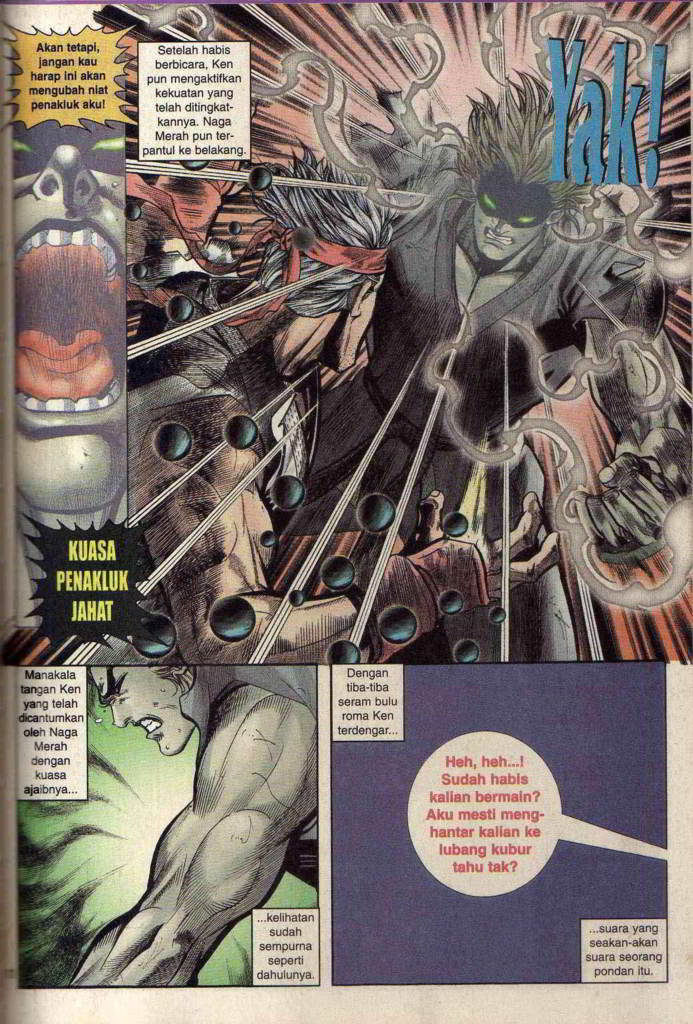 Akan tetapi,
jangan kau
harap ini akan
mengubah niat
penakluk aku!
Setelah habis
berbicara, Ken
pun mengaktifkan
kekuatan yang
telah ditingkat-
kannya. Naga
Merah pun ter-
pantul ke belakang.
Yak!
KUASA
PENAKLUK
JAHAT
Manakala
tangan Ken
yang telah
dicantumkan
oleh Naga
Merah
dengan
kuasa
ajaibnya...
...kelihatan
sudah
sempurna
seperti
dahulunya.
Dengan
tiba-tiba
seram bulu
roma Ken
terdengar...
Heh, heh...!
Sudah habis
kalian bermain?
Aku mesti meng-
hantar kalian ke
lubang kubur
tahu tak?
...suara yang
seakan-akan
suara seorang
pondan itu.